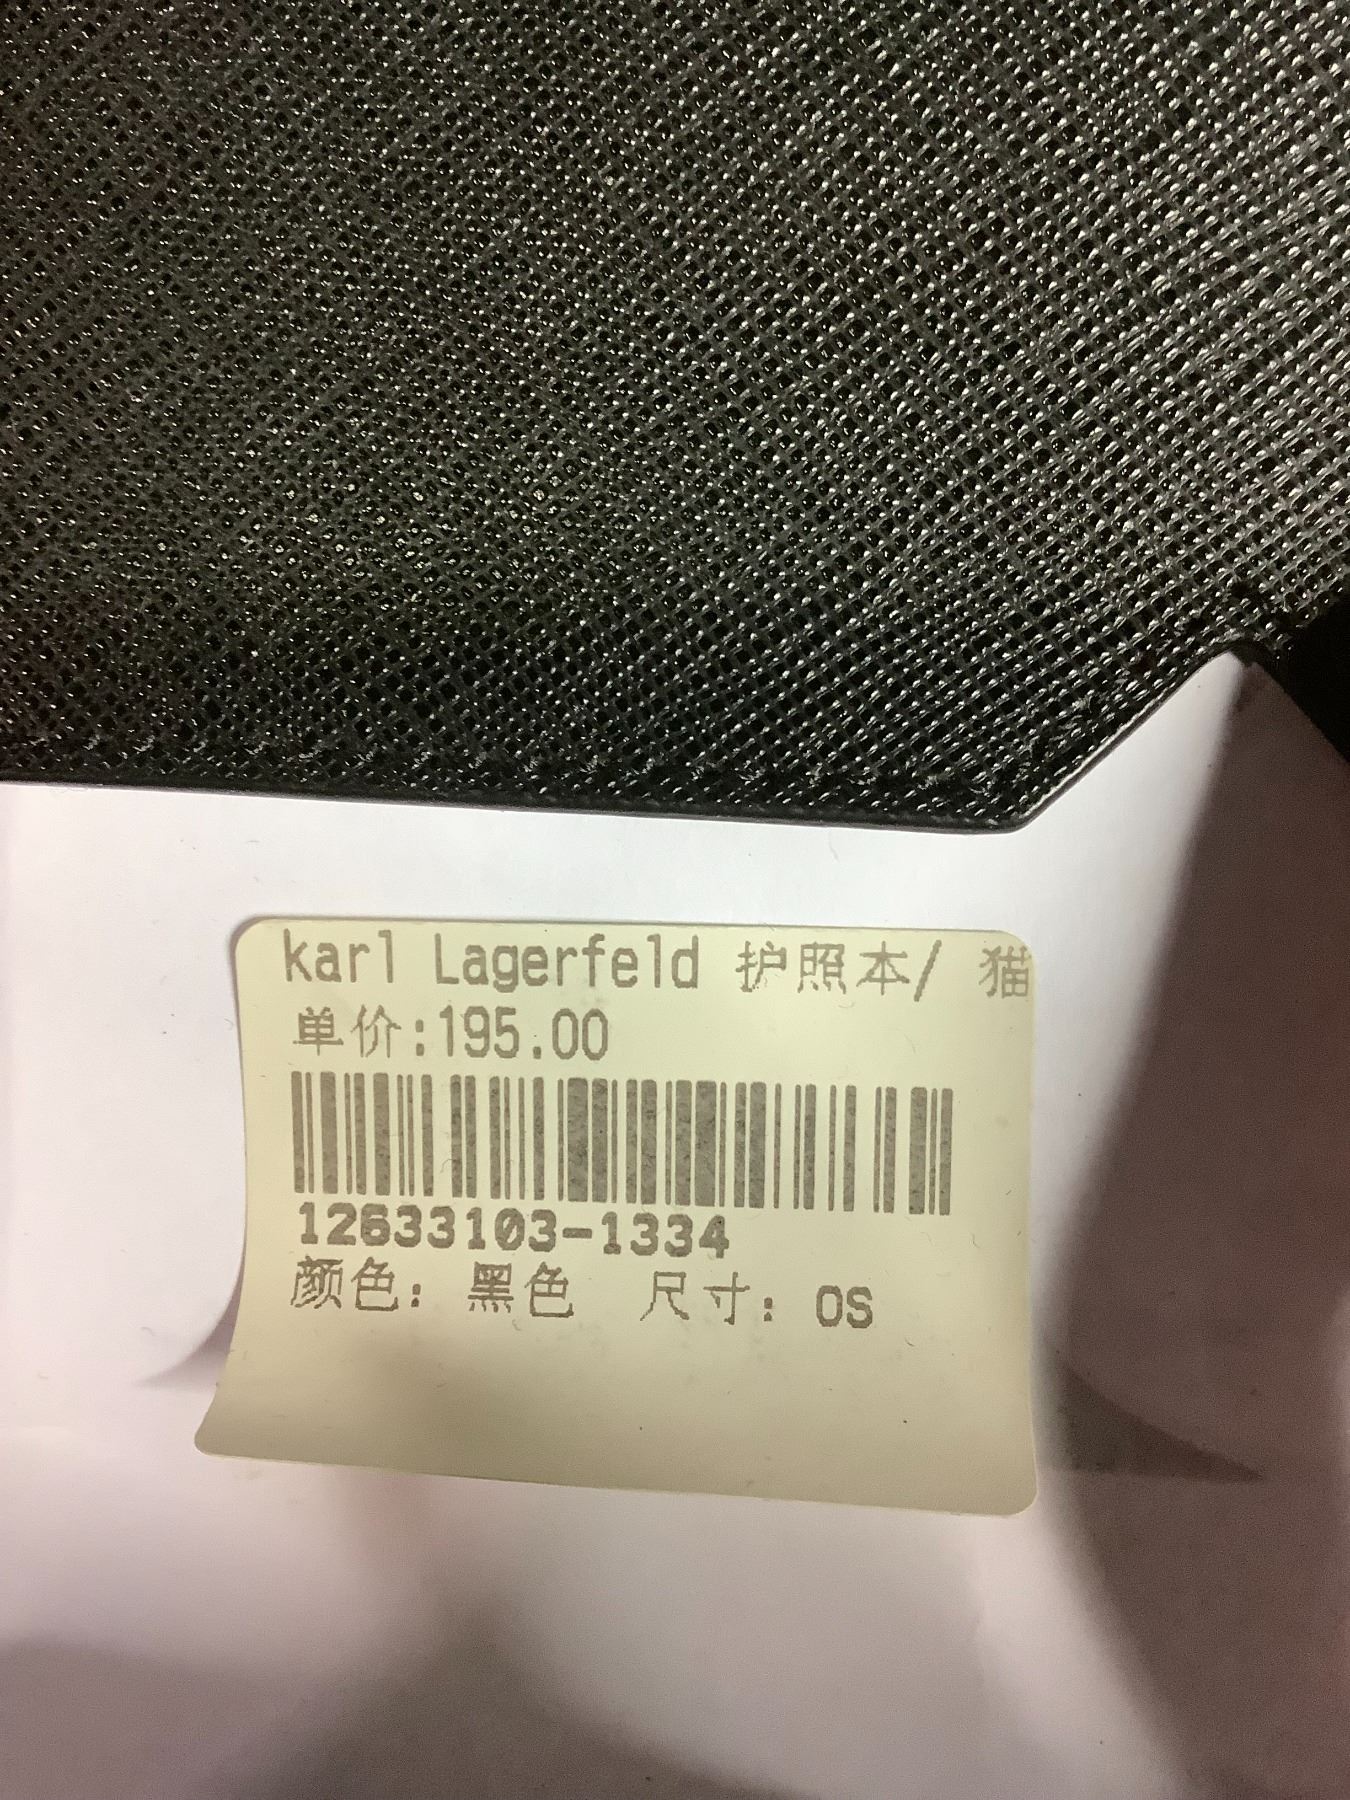 karl Lagerfeld 护照本/ 猫
单价:195.00
12633103-1334
颜色: 黑色 尺寸: OS